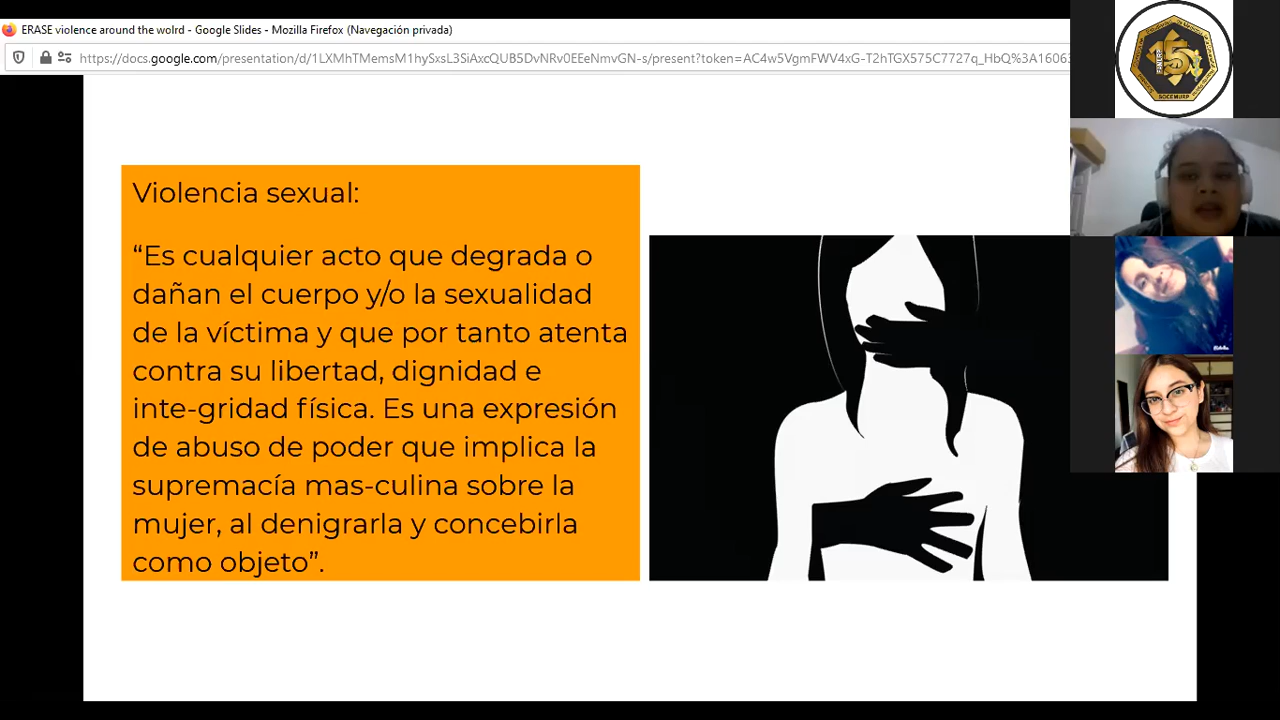 ERASE violence around the wolrd - Google Slides - Mozilla Firefox (Navegación privada)
https://docs.google.com/presentation/d/1LXMhTMemsM1hySxsL3SiAxcQUB5DvNRv0EEeNmvGN-s/present?token=AC4w5VgmFWV4xG-T2hTGX575C7727q_HbQ%3A16063
15
SOCEMURP
Violencia sexual:
“Es cualquier acto que degrada o
dañan el cuerpo y/o la sexualidad
de la víctima y que por tanto atenta
contra su libertad, dignidad e
inte-gridad física. Es una expresión
de abuso de poder que implica la
supremacía mas-culina sobre la
mujer, al denigrarla y concebirla
como objeto”.